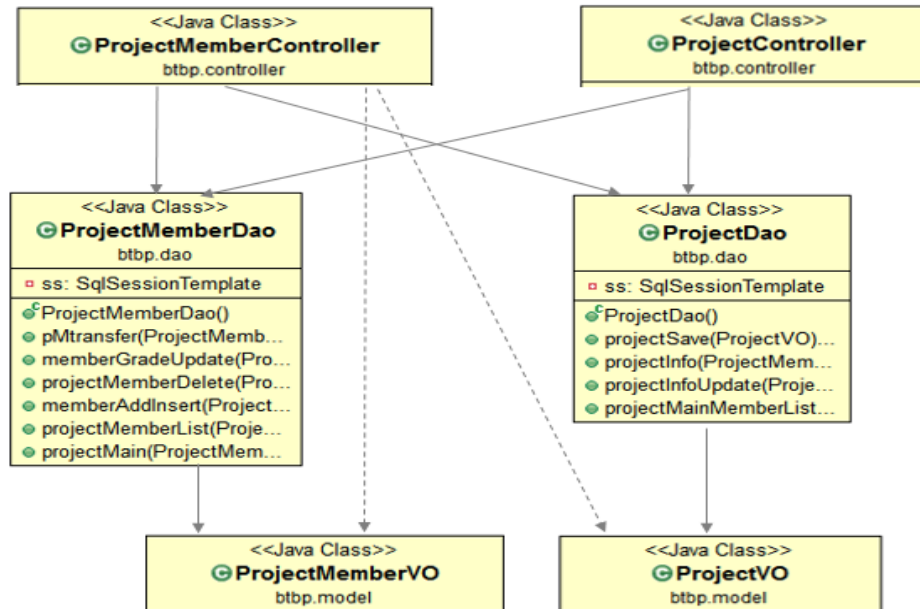 <<Java Class>>
ProjectMemberController
btbp.controller
<<Java Class>>
ProjectController
btbp.controller
<<Java Class>>
ProjectMemberDao
btbp.dao
ss: SqlSessionTemplate
ProjectMemberDao()
pMtransfer(ProjectMemb...
memberGradeUpdate(Pro...
projectMemberDelete(Pro...
memberAddInsert(Project...
projectMemberList(Proje...
projectMain(ProjectMem...
<<Java Class>>
ProjectDao
btbp.dao
ss: SqlSessionTemplate
ProjectDao()
projectSave(ProjectVO)...
projectInfo(ProjectMem...
projectInfoUpdate(Proje...
projectMainMemberList...
<<Java Class>>
ProjectMemberVO
btbp.model
<<Java Class>>
ProjectVO
btbp.model